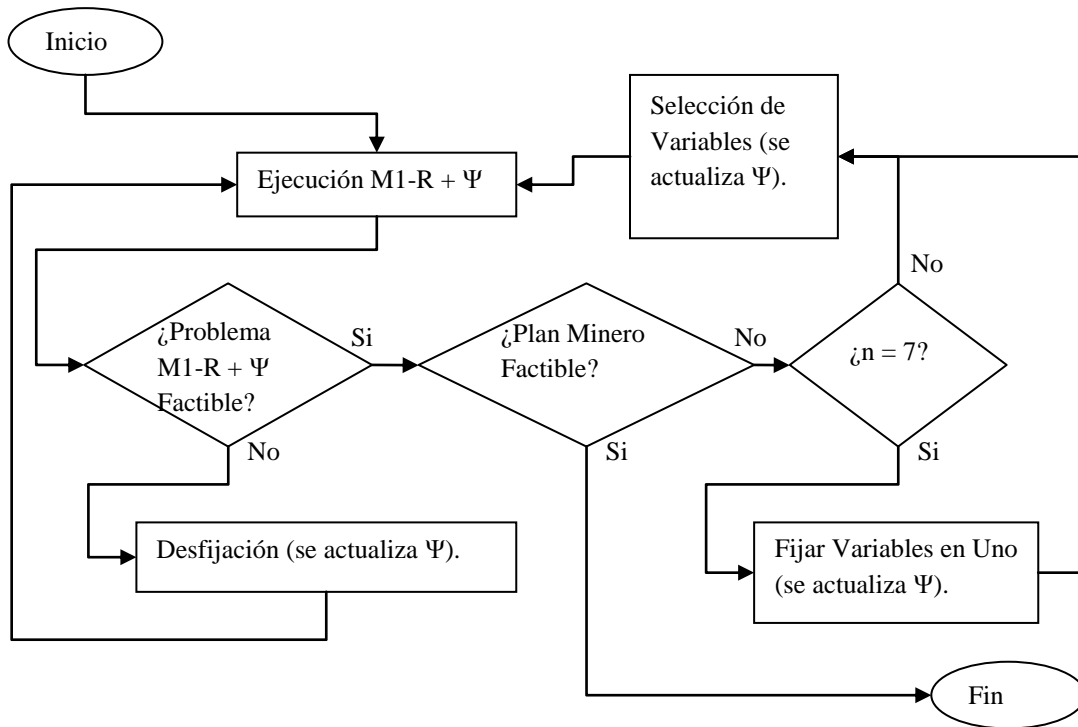 Inicio
Selección de
Variables (se
actualiza Ψ).
Ejecución M1-R + Ψ
No
¿Problema
M1-R + Ψ
Factible?
Si
¿Plan Minero
Factible?
No
¿n = 7?
No
Si
Si
Desfijación (se actualiza Ψ).
Fijar Variables en Uno
(se actualiza Ψ).
Fin